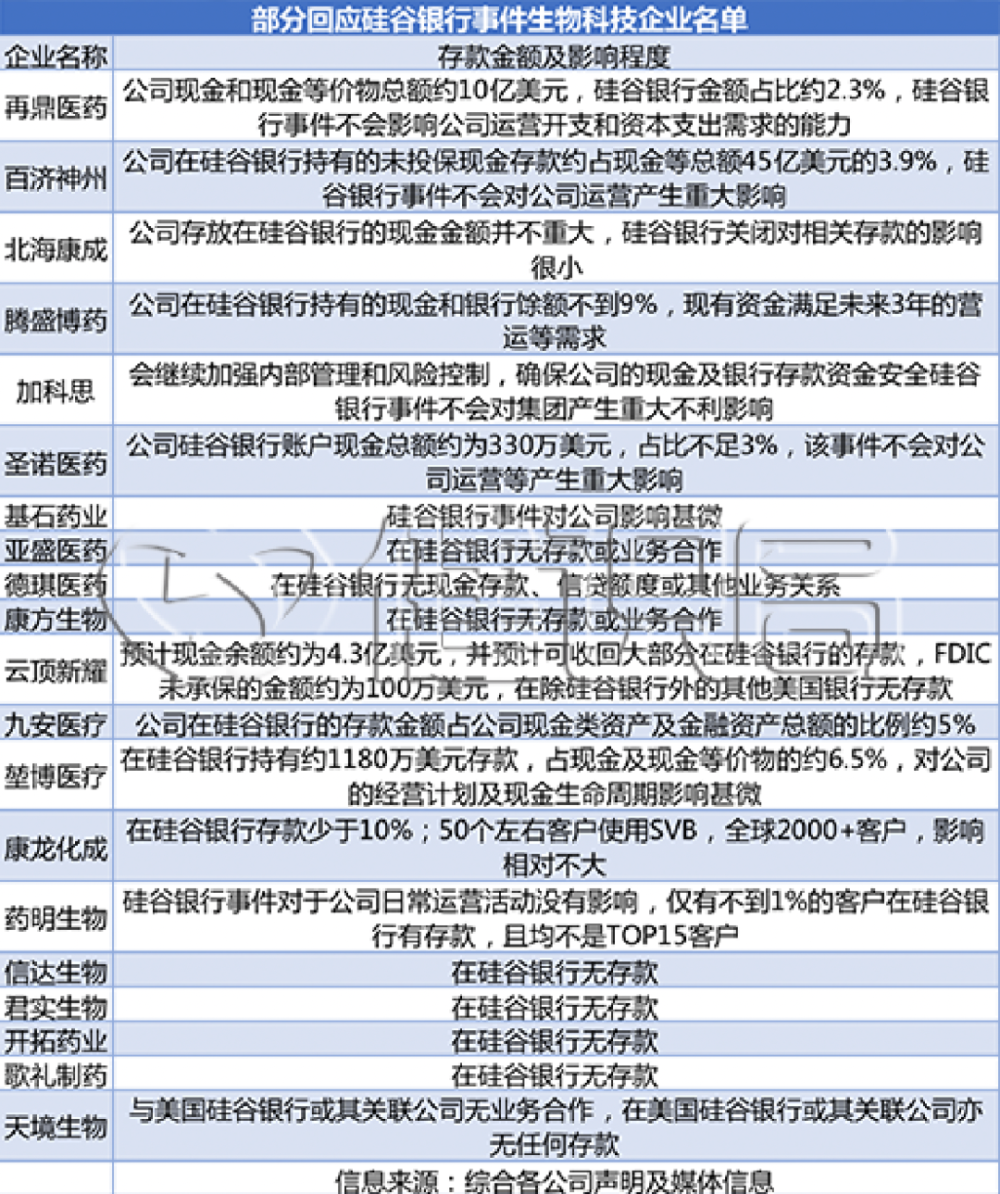 部分回应硅谷银行事件生物科技企业名单
企业名称 存款金额及影响程度
再鼎医药 公司现金和现金等价物总额约10亿美元，硅谷银行金额占比约2.3%，硅谷银
行事件不会影响公司运营开支和资本支出需求的能力
百济神州 公司在硅谷银行持有的未投保现金存款约占现金等总额45亿美元的3.9%，硅
谷银行事件不会对公司运营产生重大影响
北海康成 公司存放在硅谷银行的现金金额并不重大，硅谷银行关闭对相关存款的影响
很小
腾盛博药 公司在硅谷银行持有的现金和银行馀额不到9%，现有资金满足未来3年的营
运等需求
加科思 会继续加强内部管理和风险控制，确保公司的现金及银行存款资金安全硅谷
银行事件不会对集团产生重大不利影响
圣诺医药 公司硅谷银行账户现金总额约为330万美元，占比不足3%，该事件不会对公
司运营等产生重大影响
基石药业 硅谷银行事件对公司影响甚微
亚盛医药 在硅谷银行无存款或业务合作
德琪医药 在硅谷银行无现金存款、信贷额度或其他业务关系
康方生物 在硅谷银行无存款或业务合作
云顶新耀 预计现金余额约为4.3亿美元，并预计可收回大部分在硅谷银行的存款，FDIC
未承保的金额约为100万美元，在除硅谷银行外的其他美国银行无存款
九安医疗 公司在硅谷银行的存款金额占公司现金类资产及金融资产总额的比例约5%
堃博医疗 在硅谷银行持有约1180万美元存款，占现金及现金等价物的约6.5%，对公司
的经营计划及现金生命周期影响甚微
康龙化成 在硅谷银行存款少于10%；50个左右客户使用SVB，全球2000+客户，影响
相对不大
药明生物 硅谷银行事件对于公司日常运营活动没有影响，仅有不到1%的客户在硅谷银
行有存款，且均不是TOP15客户
信达生物 在硅谷银行无存款
君实生物 在硅谷银行无存款
开拓药业 在硅谷银行无存款
歌礼制药 在硅谷银行无存款
天境生物 与美国硅谷银行或其关联公司无业务合作，在美国硅谷银行或其关联公司亦
无任何存款
信息来源：综合各公司声明及媒体信息